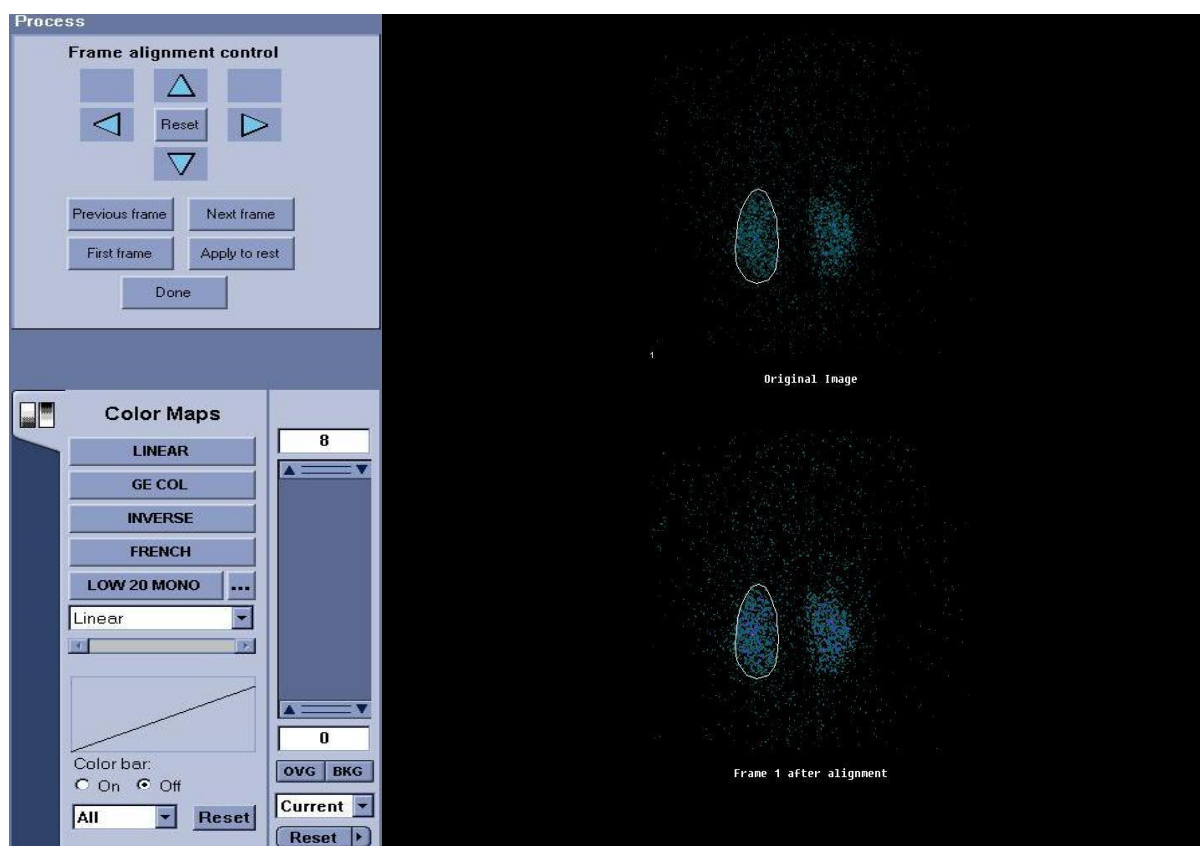 Process
Frame alignment control
Reset
Previous frame
Next frame
First frame
Apply to rest
Done
Color Maps
LINEAR
GE COL
INVERSE
FRENCH
LOW 20 MONO
...
Linear
Color bar:
On Off
All
Reset
8
0
OVG BKG
Current
Reset
1
Original Image
Frame 1 after alignment